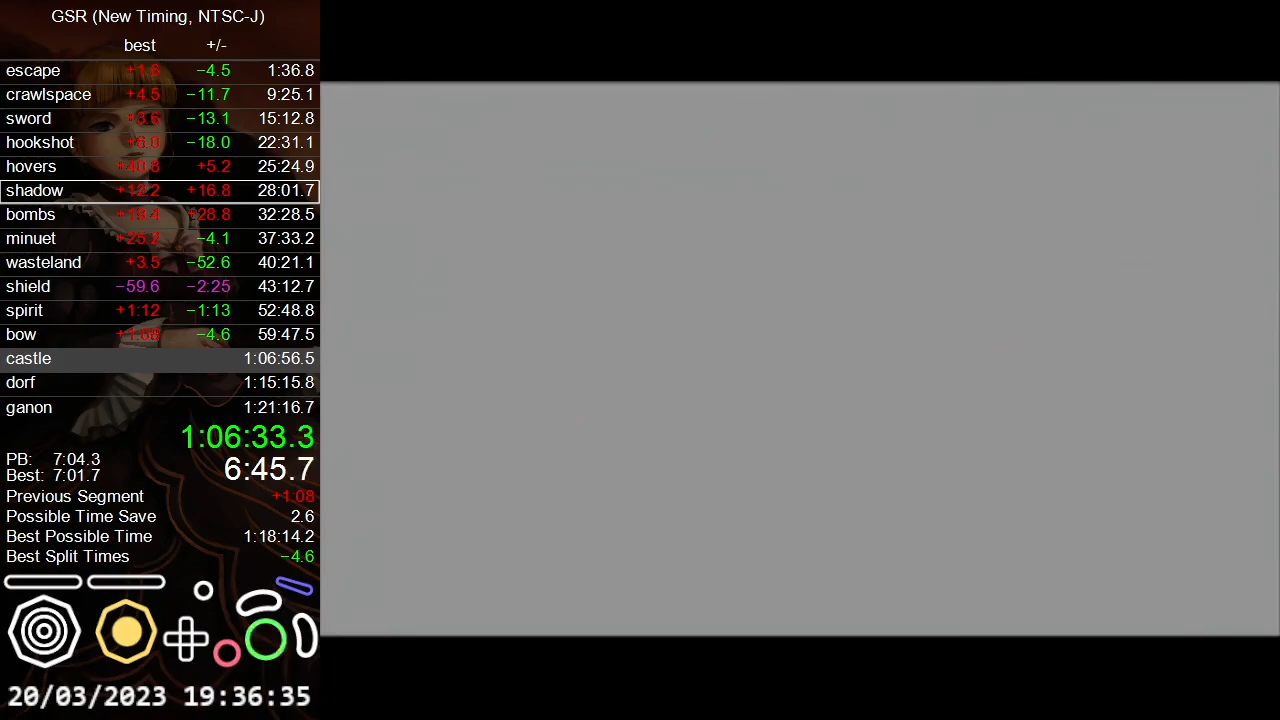 GSR (New Timing, NTSC-J)
best +/-
escape +1.6 −4.5 1:36.8
crawlspace +4.5 −11.7 9:25.1
sword +3.6 −13.1 15:12.8
hookshot +6.0 −18.0 22:31.1
hovers +40.8 +5.2 25:24.9
shadow +12.2 +16.8 28:01.7
bombs +19.4 +28.8 32:28.5
minuet +25.2 −4.1 37:33.2
wasteland +3.5 −52.6 40:21.1
shield −59.6 −2:25 43:12.7
spirit +1:12 −1:13 52:48.8
bow +1:08 −4.6 59:47.5
castle 1:06:56.5
dorf 1:15:15.8
ganon 1:21:16.7
1:06:33.3
PB: 7:04.3
Best: 7:01.7
6:45.7
Previous Segment +1:08
Possible Time Save 2.6
Best Possible Time 1:18:14.2
Best Split Times −4.6
20/03/2023 19:36:35